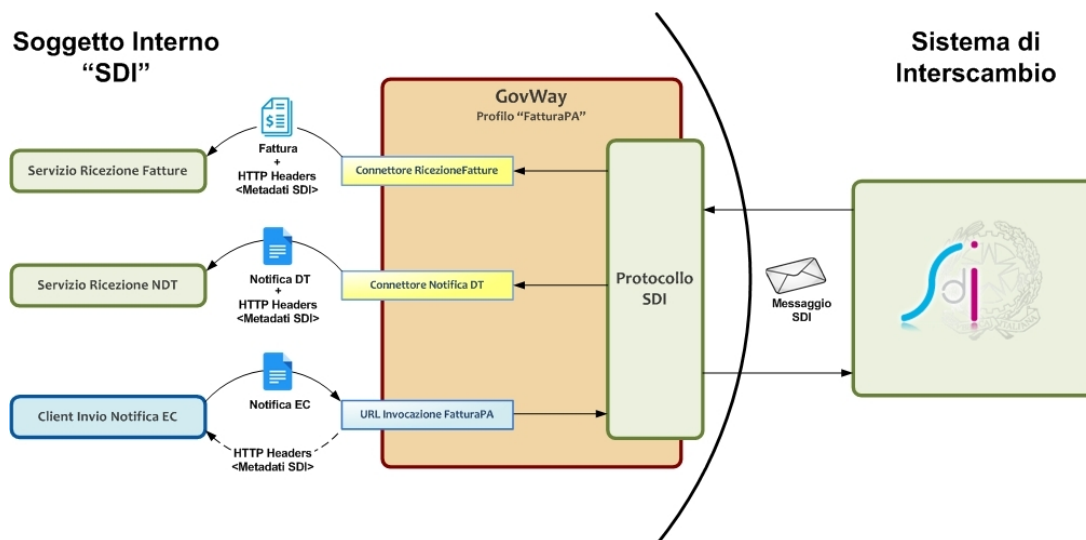 Soggetto Interno
“SDI”
Sistema di
Interscambio
GovWay
Profilo “FatturaPA”
Fattura
+
HTTP Headers
<Metadati SDI>
Servizio Ricezione Fatture
Connettore RicezioneFatture
Notifica DT
+
HTTP Headers
<Metadati SDI>
Servizio Ricezione NDT
Connettore Notifica DT
Protocollo
SDI
Messaggio
SDI
Sdi
Notifica EC
Client Invio Notifica EC
URL Invocazione FatturaPA
HTTP Headers
<Metadati SDI>